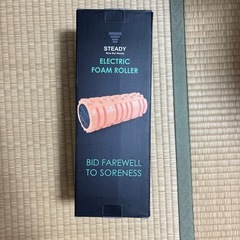 STEADY
ELECTRIC
FOAM ROLLER
BID FAREWELL
TO SORENESS